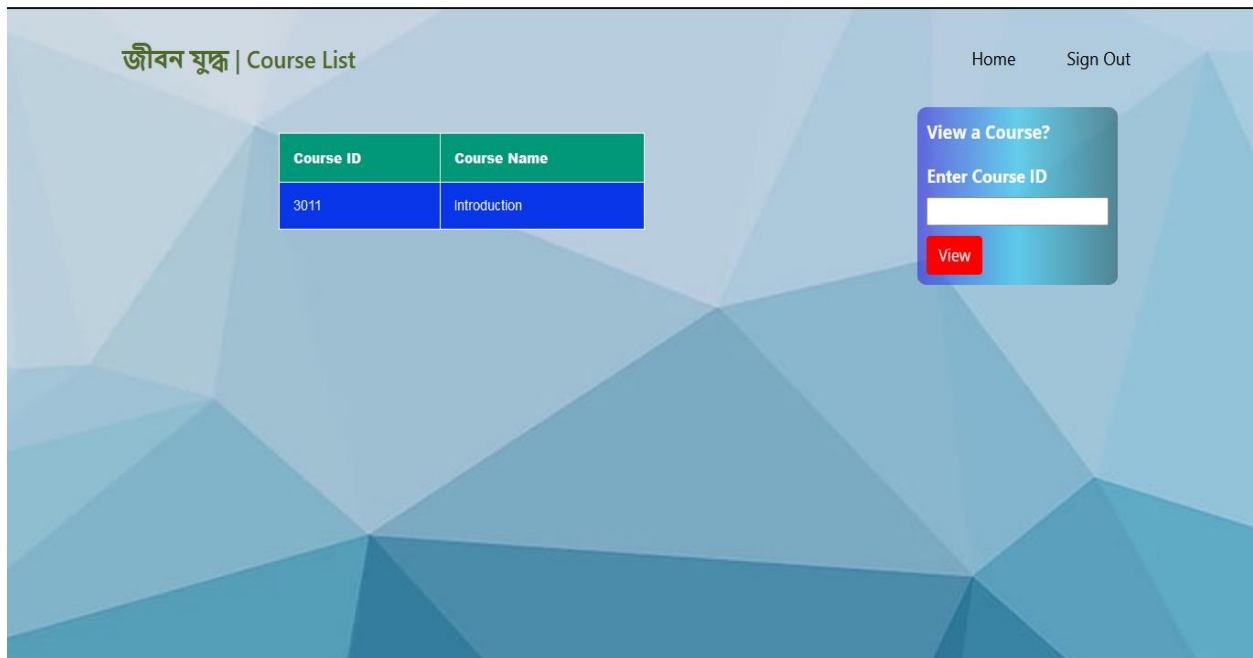 জীবন যুদ্ধ | Course List
Home Sign Out
Course ID Course Name
3011 Introduction
View a Course?
Enter Course ID
View